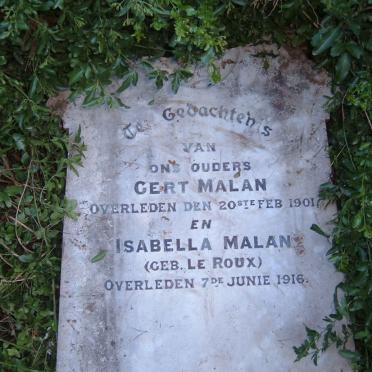 Ter Gedachtenis
VAN
ONS OUDERS
GERT MALAN
OVERLEDEN DEN 20STE FEB 1901
EN
ISABELLA MALAN
(GEB. LE ROUX)
OVERLEDEN 7DE JUNIE 1916.